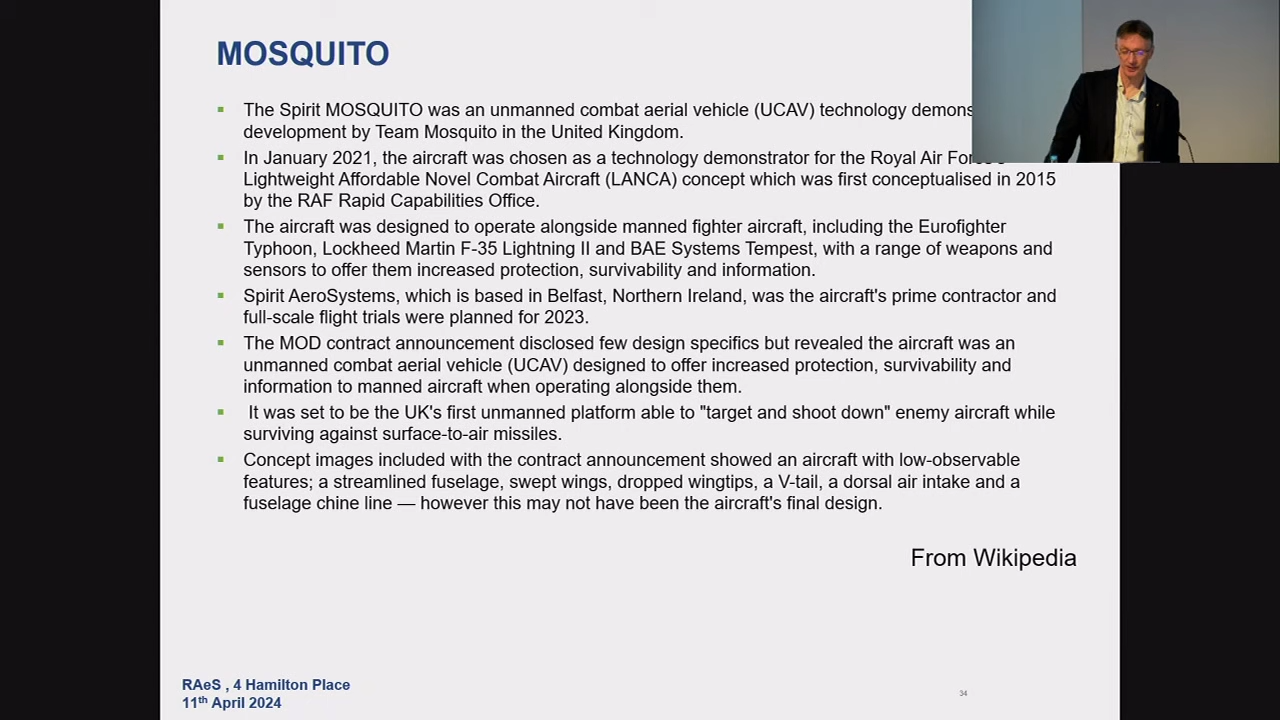 MOSQUITO
The Spirit MOSQUITO was an unmanned combat aerial vehicle (UCAV) technology
development by Team Mosquito in the United Kingdom.
In January 2021, the aircraft was chosen as a technology demonstrator for the Royal Air
Lightweight Affordable Novel Combat Aircraft (LANCA) concept which was first conceptualised in 2015
by the RAF Rapid Capabilities Office.
The aircraft was designed to operate alongside manned fighter aircraft, including the Eurofighter
Typhoon, Lockheed Martin F-35 Lightning II and BAE Systems Tempest, with a range of weapons and
sensors to offer them increased protection, survivability and information.
Spirit AeroSystems, which is based in Belfast, Northern Ireland, was the aircraft's prime contractor and
full-scale flight trials were planned for 2023.
The MOD contract announcement disclosed few design specifics but revealed the aircraft was an
unmanned combat aerial vehicle (UCAV) designed to offer increased protection, survivability and
information to manned aircraft when operating alongside them.
It was set to be the UK's first unmanned platform able to "target and shoot down" enemy aircraft while
surviving against surface-to-air missiles.
Concept images included with the contract announcement showed an aircraft with low-observable
features; a streamlined fuselage, swept wings, dropped wingtips, a V-tail, a dorsal air intake and a
fuselage chine line — however this may not have been the aircraft's final design.
From Wikipedia
RAeS , 4 Hamilton Place
11th April 2024
34